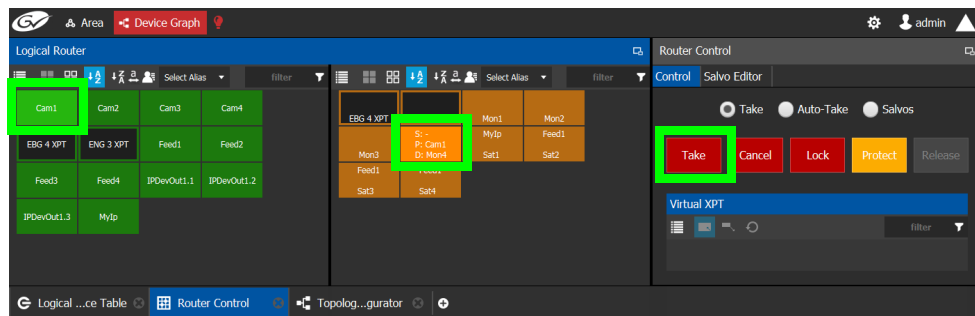 GV Area Device Graph admin
Logical Router Router Control
Select Alias filter Select Alias filter Control Salvo Editor
Cam1 Cam2 Cam3 Cam4
EBG 4 XPT Mon1 Mon2
Take Auto-Take Salvos
EBG 4 XPT ENG 3 XPT Feed1 Feed2
S: - MyIp Feed1
P: Cam1
Mon3 D: Mon4 Sat1 Sat2
Take Cancel Lock Protect Release
Feed3 Feed4 IPDevOut1.1 IPDevOut1.2
Feed1
Sat3 Sat4
Virtual XPT
IPDevOut1.3 MyIp
filter
Logical ...ce Table Router Control Topolog...gurator